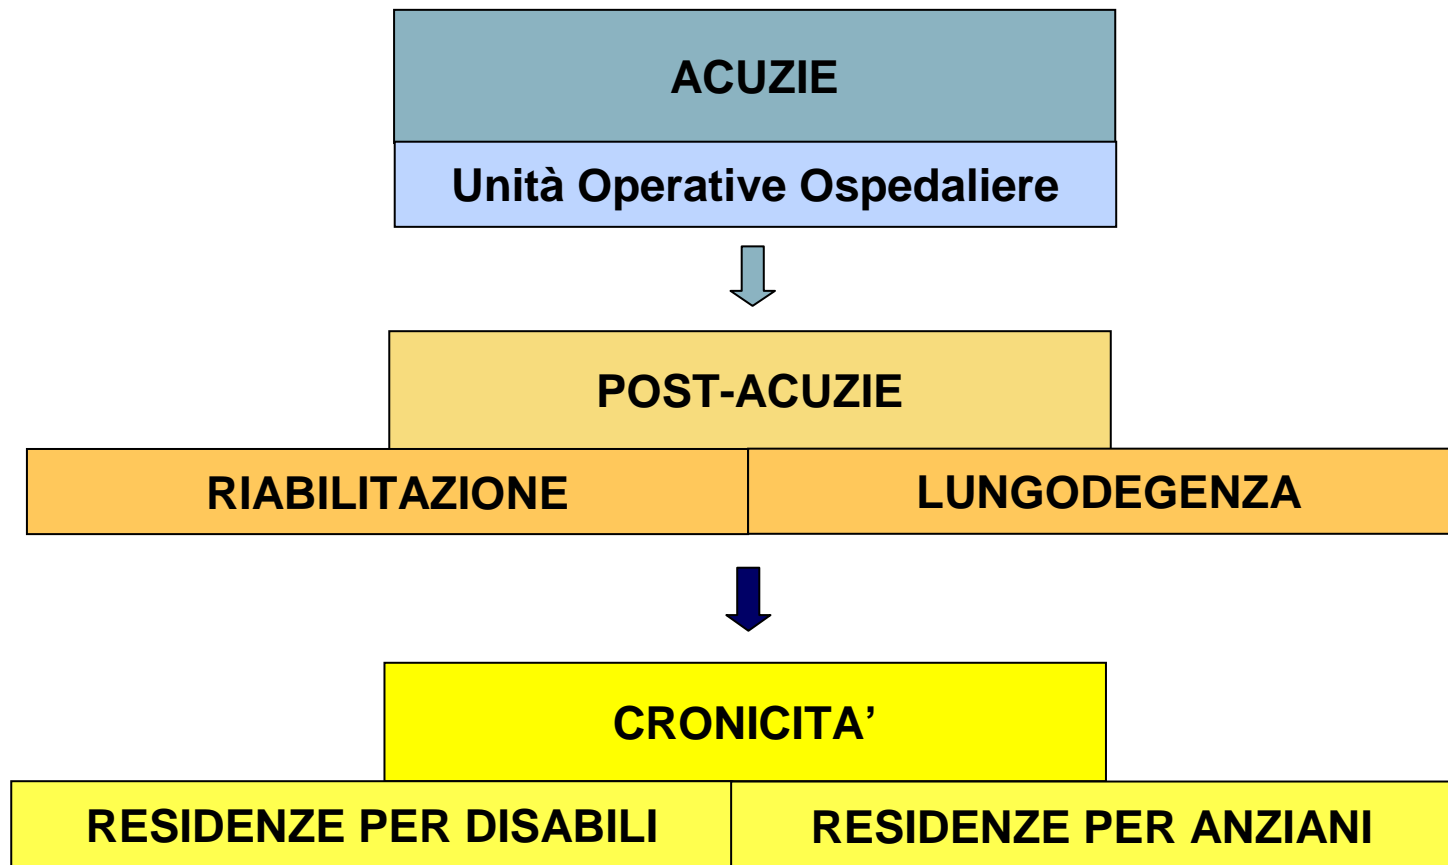 ACUZIE
Unità Operative Ospedaliere
POST-ACUZIE
RIABILITAZIONE
LUNGODEGENZA
CRONICITA’
RESIDENZE PER DISABILI
RESIDENZE PER ANZIANI